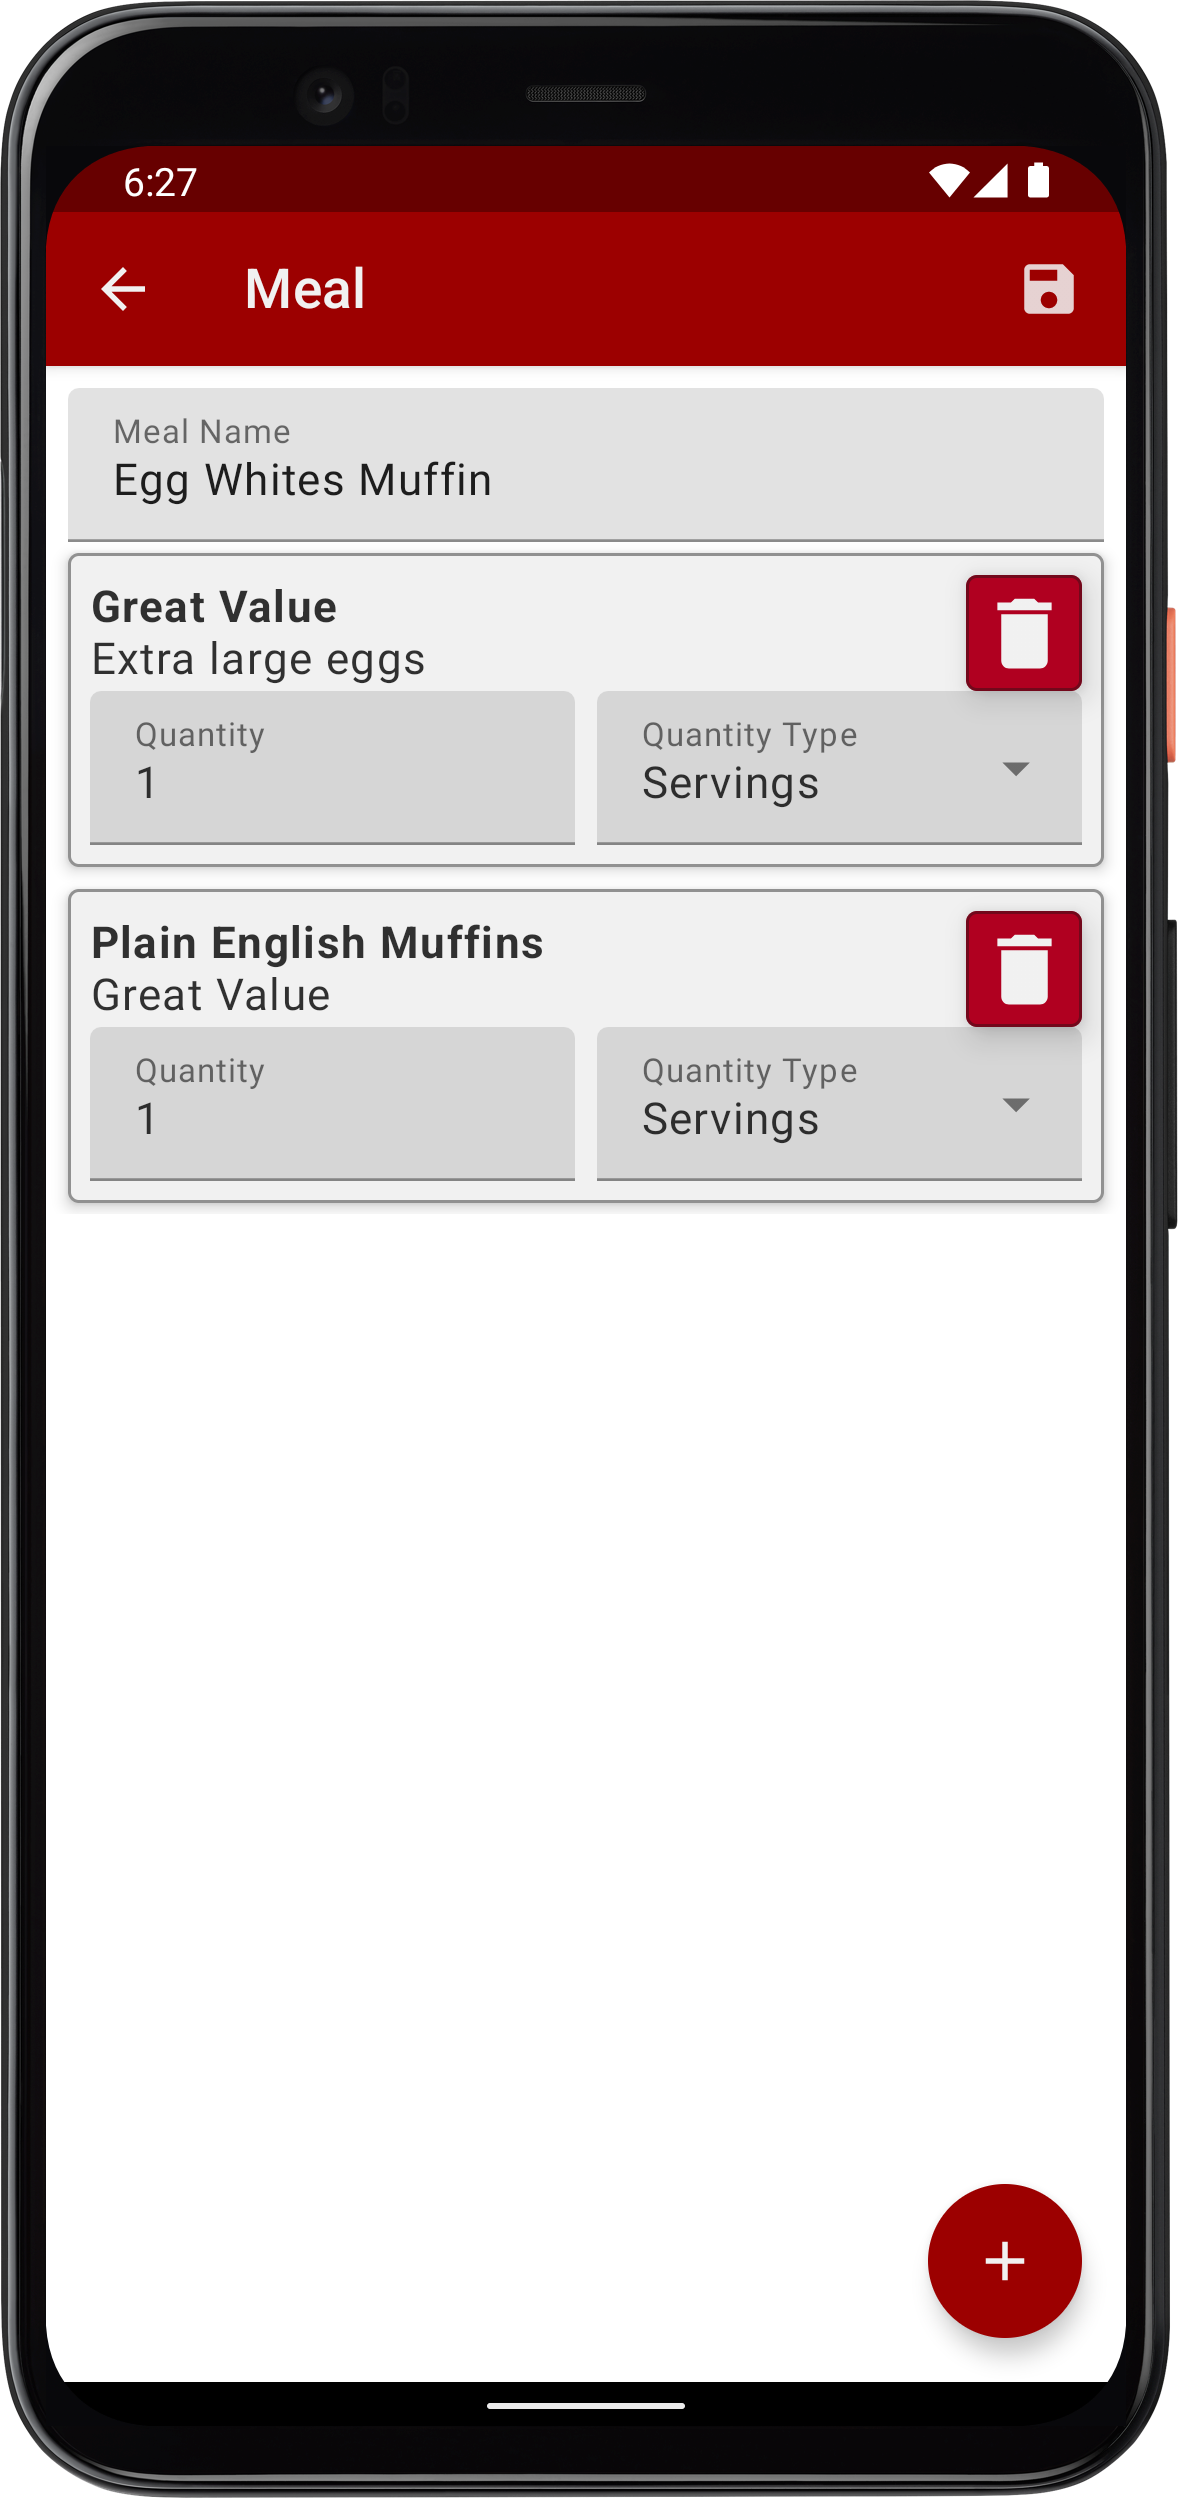 6:27
Meal
Meal Name
Egg Whites Muffin
Great Value
Extra large eggs
Quantity
1
Quantity Type
Servings
Plain English Muffins
Great Value
Quantity
1
Quantity Type
Servings